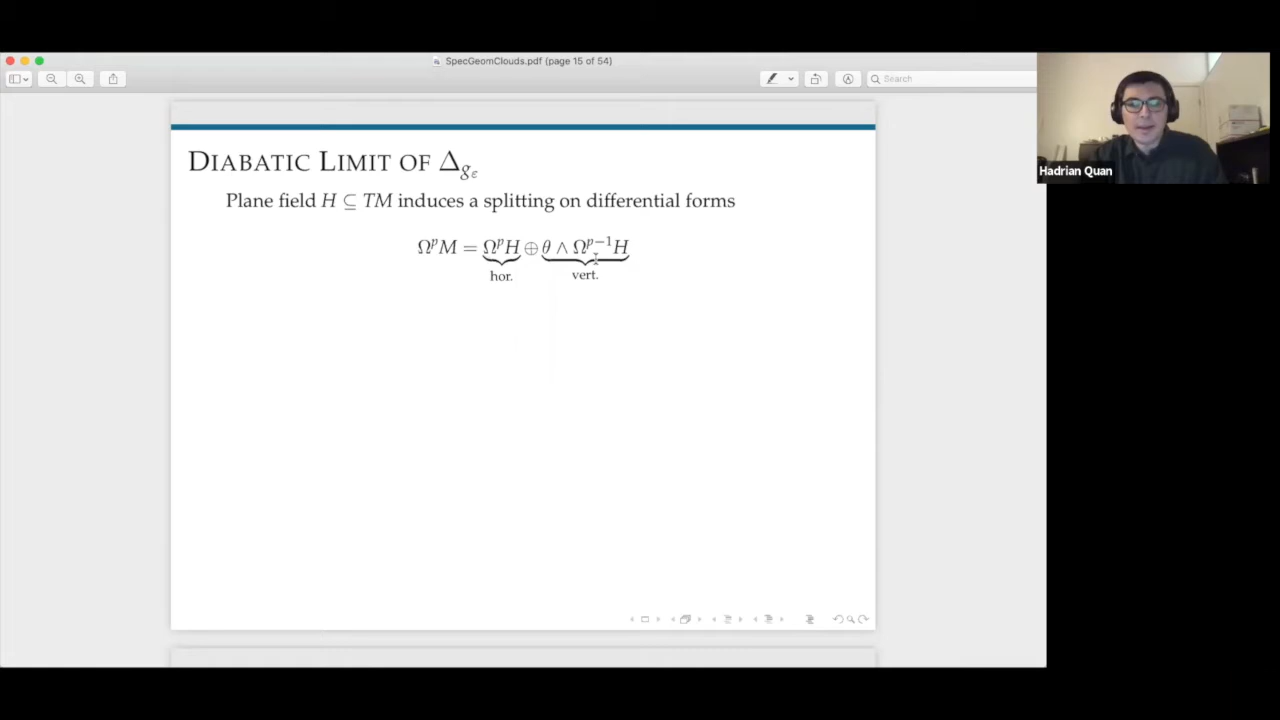 SpecGeomClouds.pdf (page 15 of 54)
Search
DIABATIC LIMIT OF Δ_{g_ε}
Plane field H ⊆ TM induces a splitting on differential forms
Ω^p M = Ω^p H ⊕ θ ∧ Ω^{p−1} H
hor. vert.
Hadrian Quan